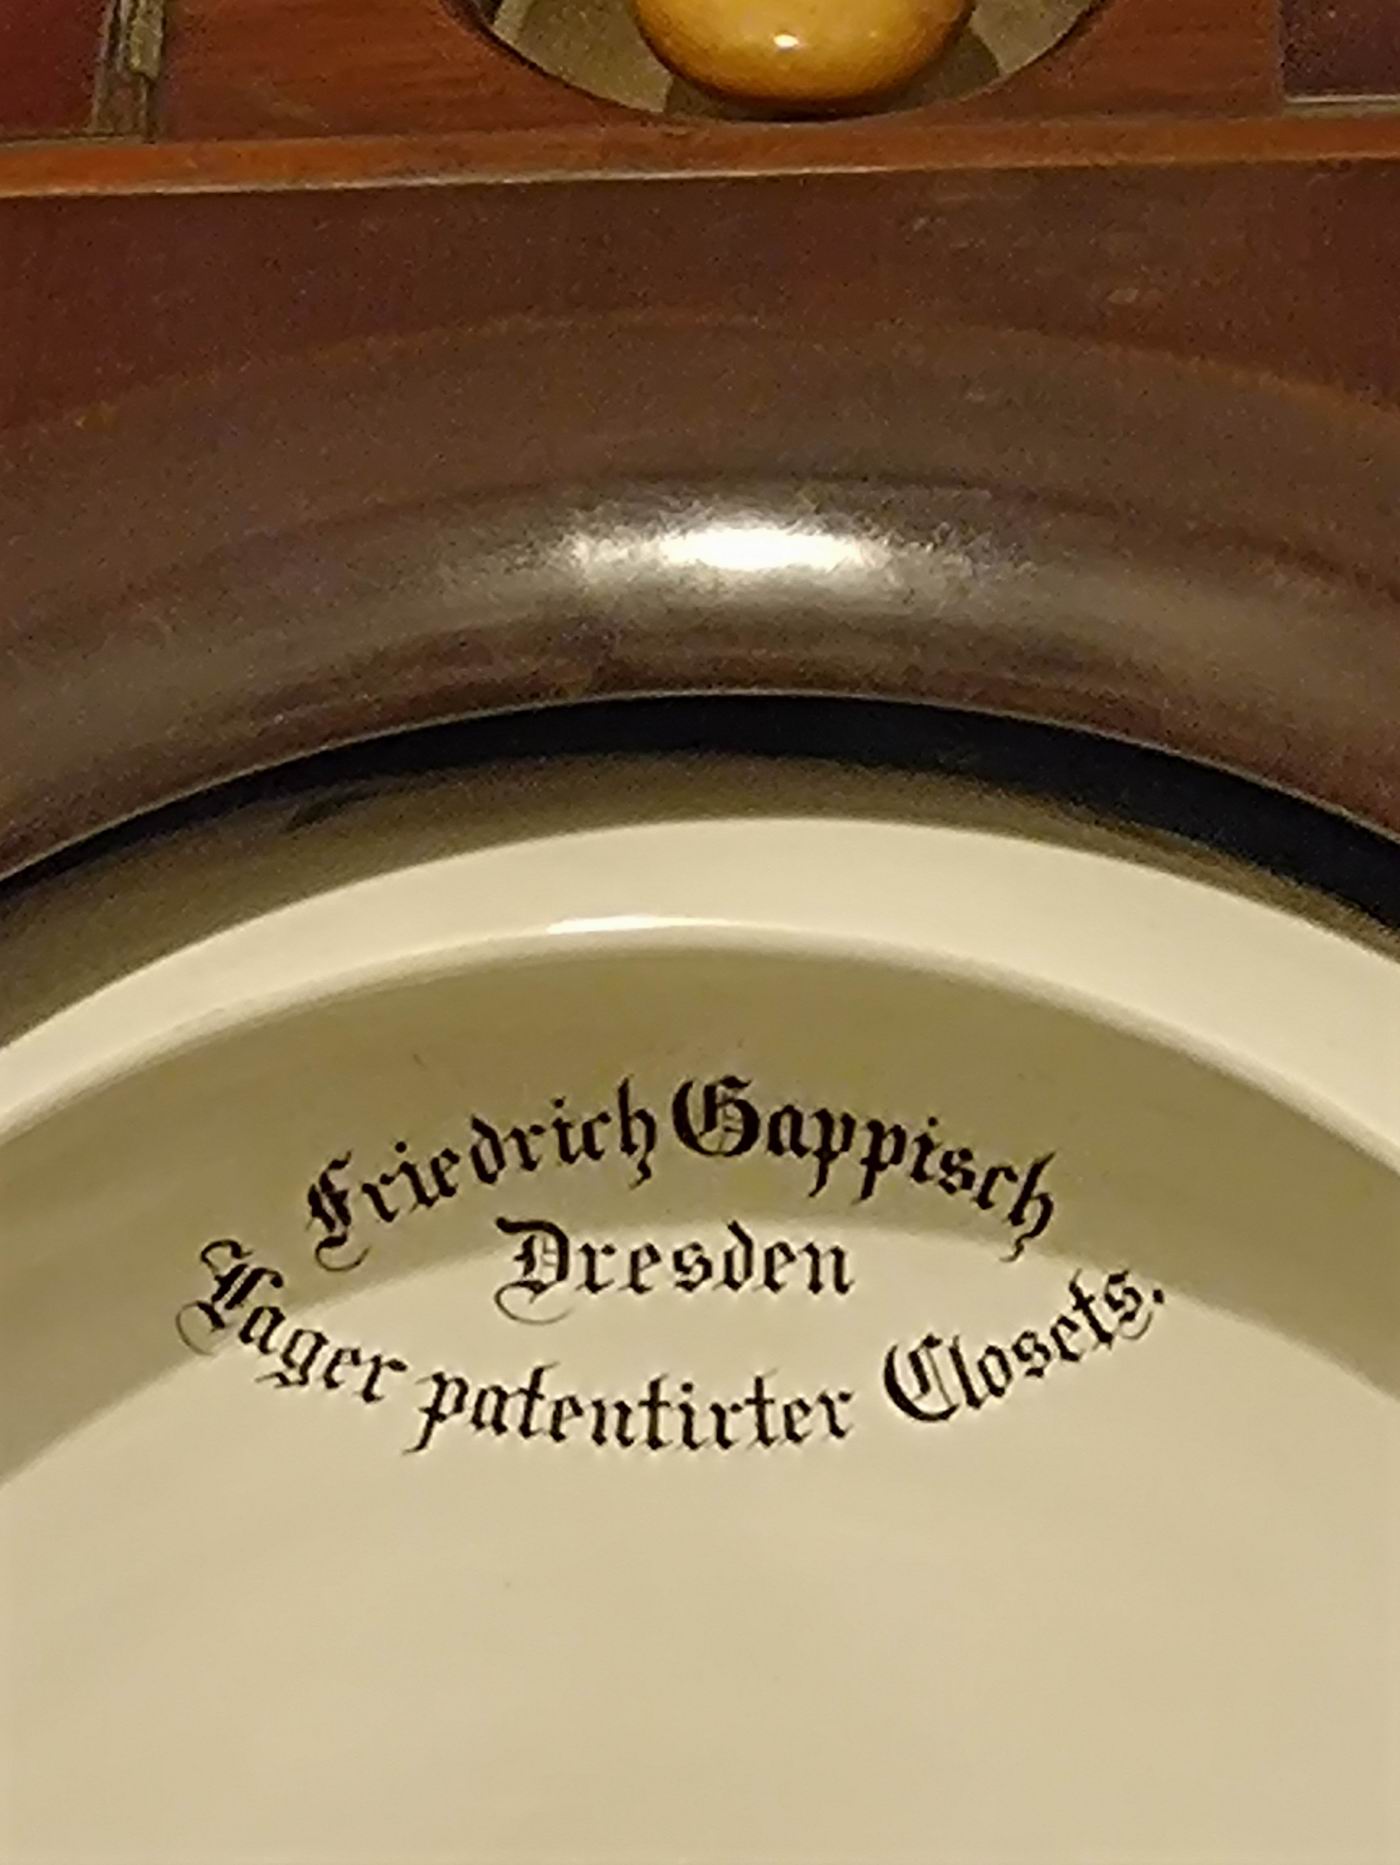 Friedrich Gappisch
Dresden
Lager patentirter Closets.